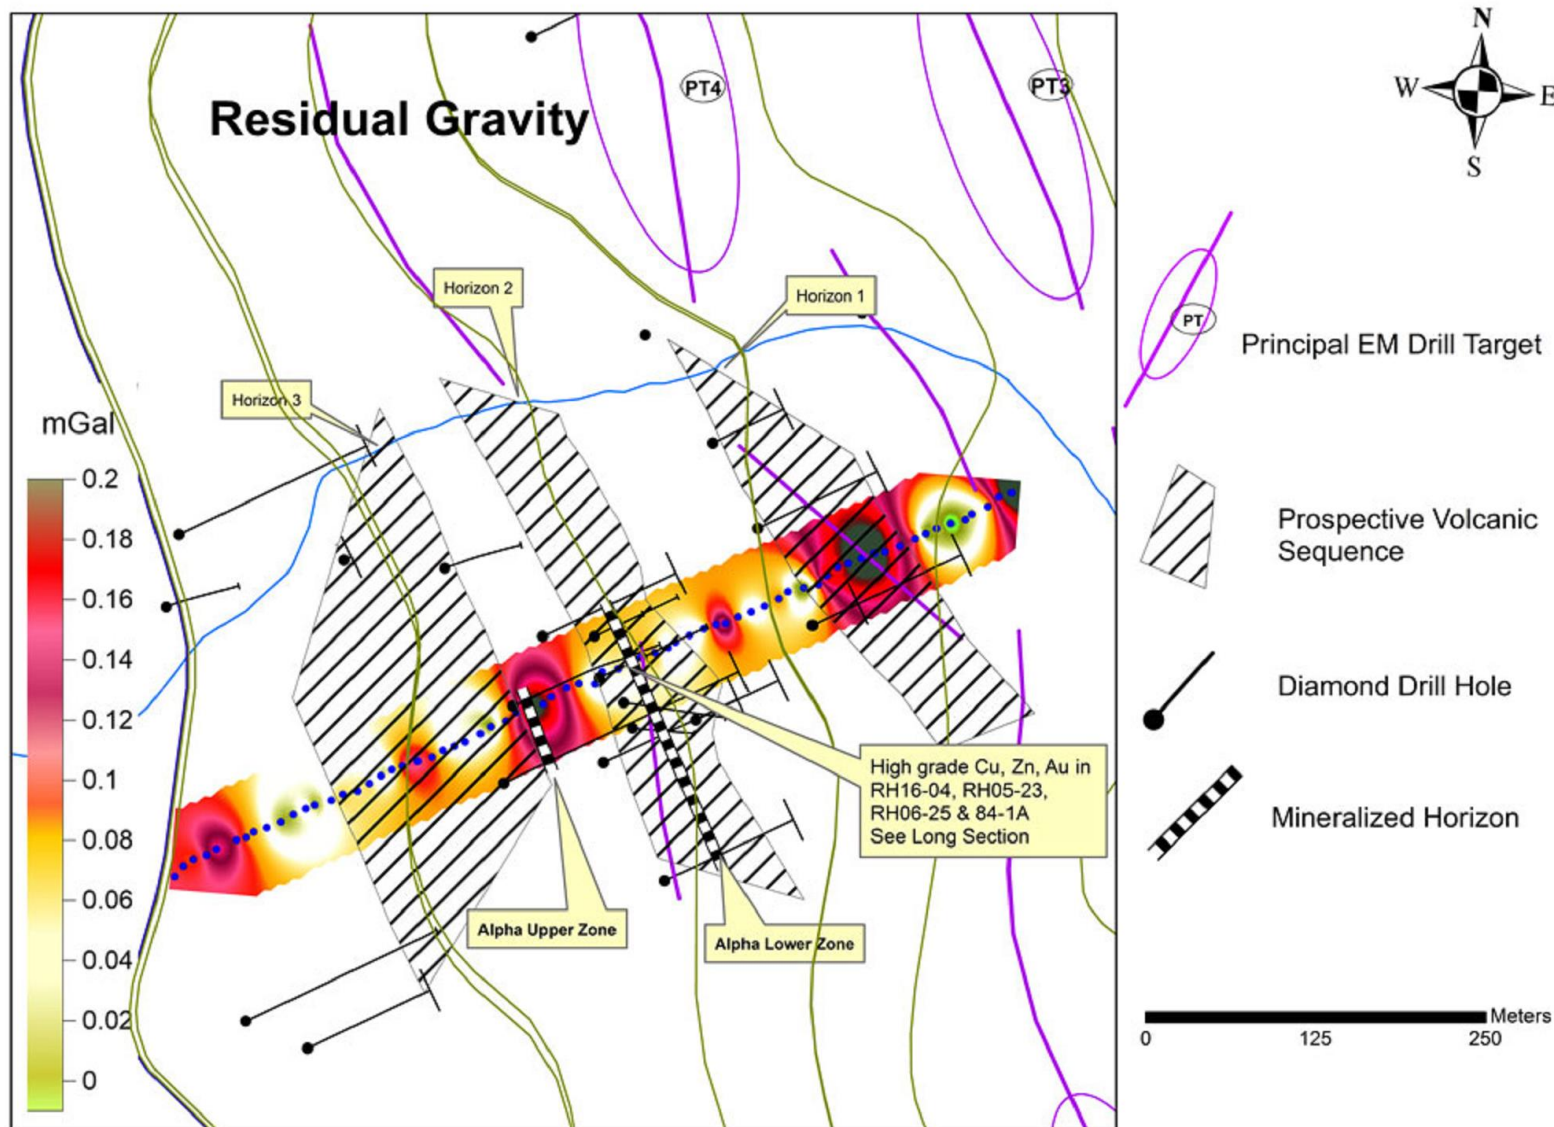 Residual Gravity
PT4
PT3
Horizon 2
Horizon 1
Horizon 3
mGal
0.2
0.18
0.16
0.14
0.12
0.1
0.08
0.06
0.04
0.02
0
High grade Cu, Zn, Au in
RH16-04, RH05-23,
RH06-25 & 84-1A
See Long Section
Alpha Upper Zone
Alpha Lower Zone
N
W
E
S
PT
Principal EM Drill Target
Prospective Volcanic
Sequence
Diamond Drill Hole
Mineralized Horizon
Meters
0
125
250